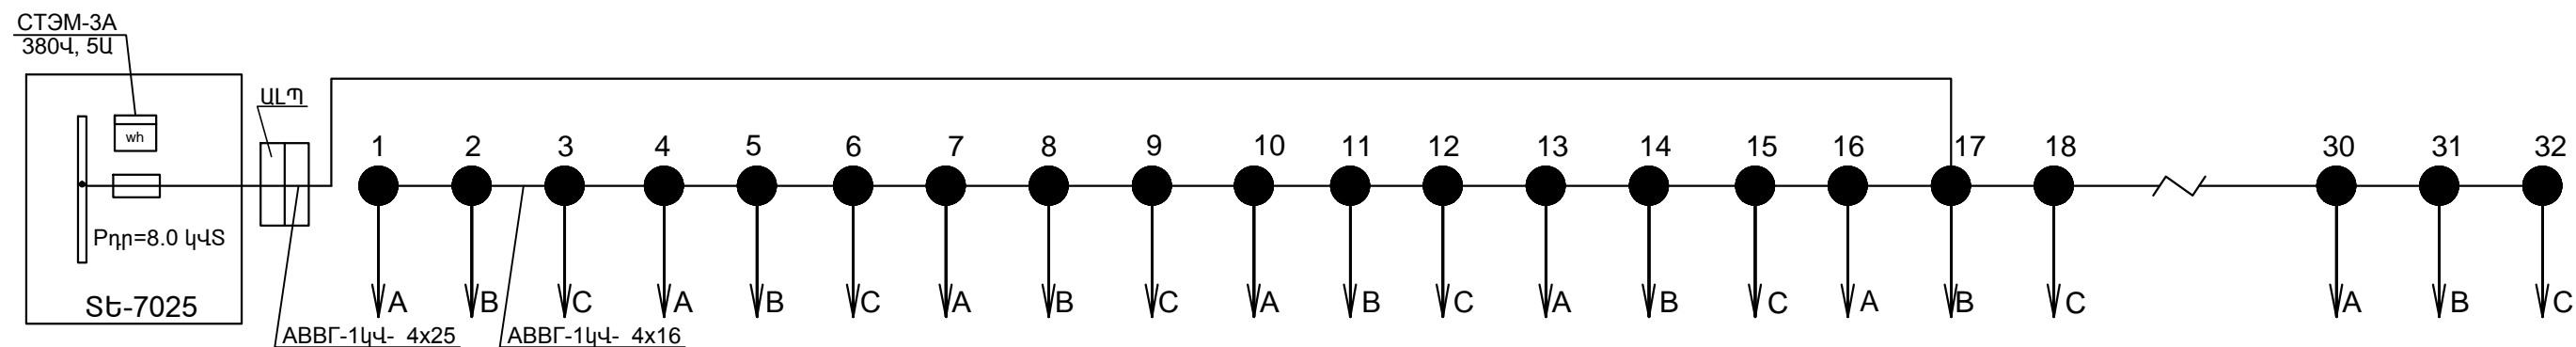 СТЭМ-3А
380Վ, 5Ա
ԱԼՊ
wh
Pդր=8.0 կՎՏ
ՏԵ-7025
1 2 3 4 5 6 7 8 9 10 11 12 13 14 15 16 17 18 30 31 32
A B C A B C A B C A B C A B C A B C A B C
АВВГ-1կՎ- 4x25
АВВГ-1կՎ- 4x16